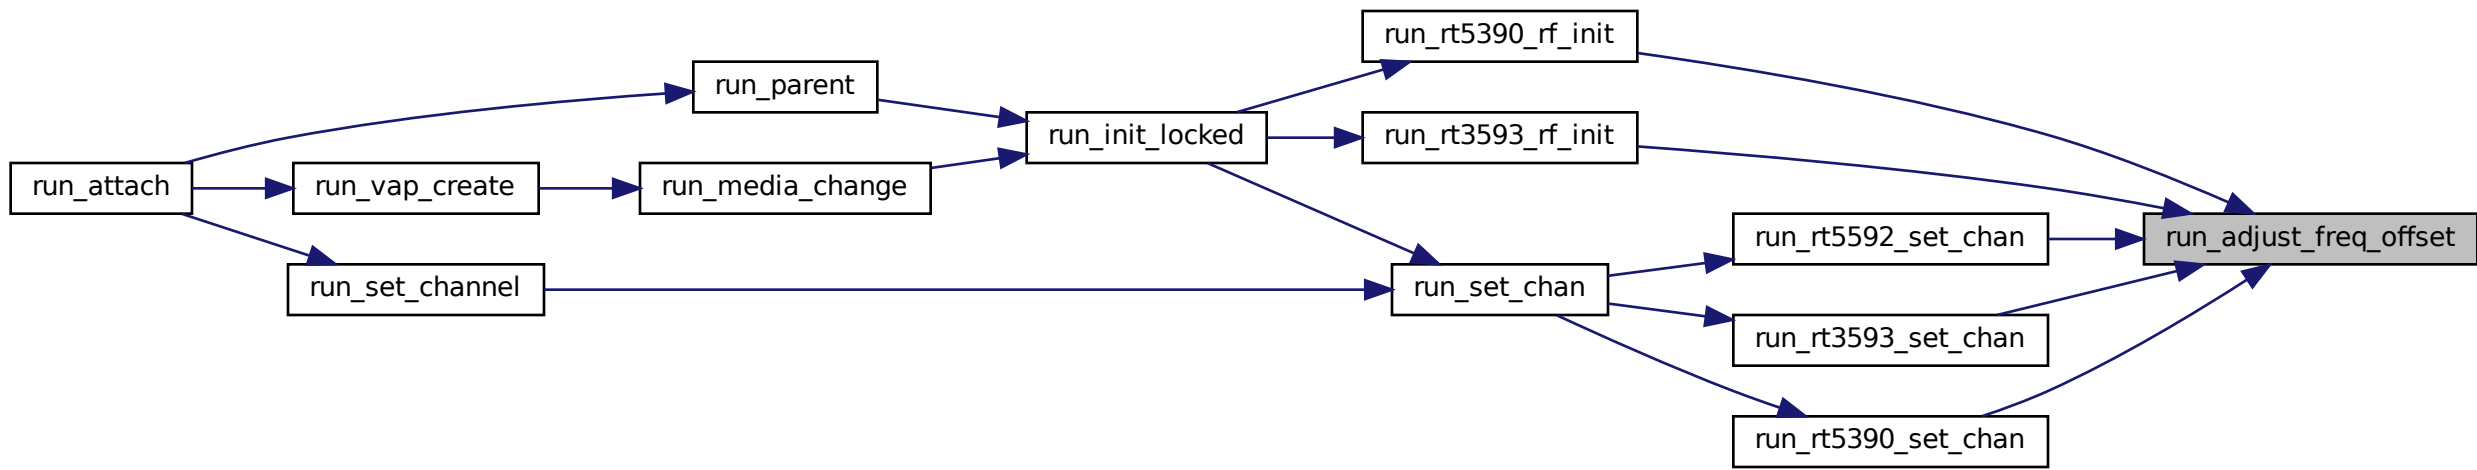 run_rt5390_rf_init
run_parent
run_init_locked
run_rt3593_rf_init
run_attach
run_vap_create
run_media_change
run_rt5592_set_chan
run_adjust_freq_offset
run_set_channel
run_set_chan
run_rt3593_set_chan
run_rt5390_set_chan